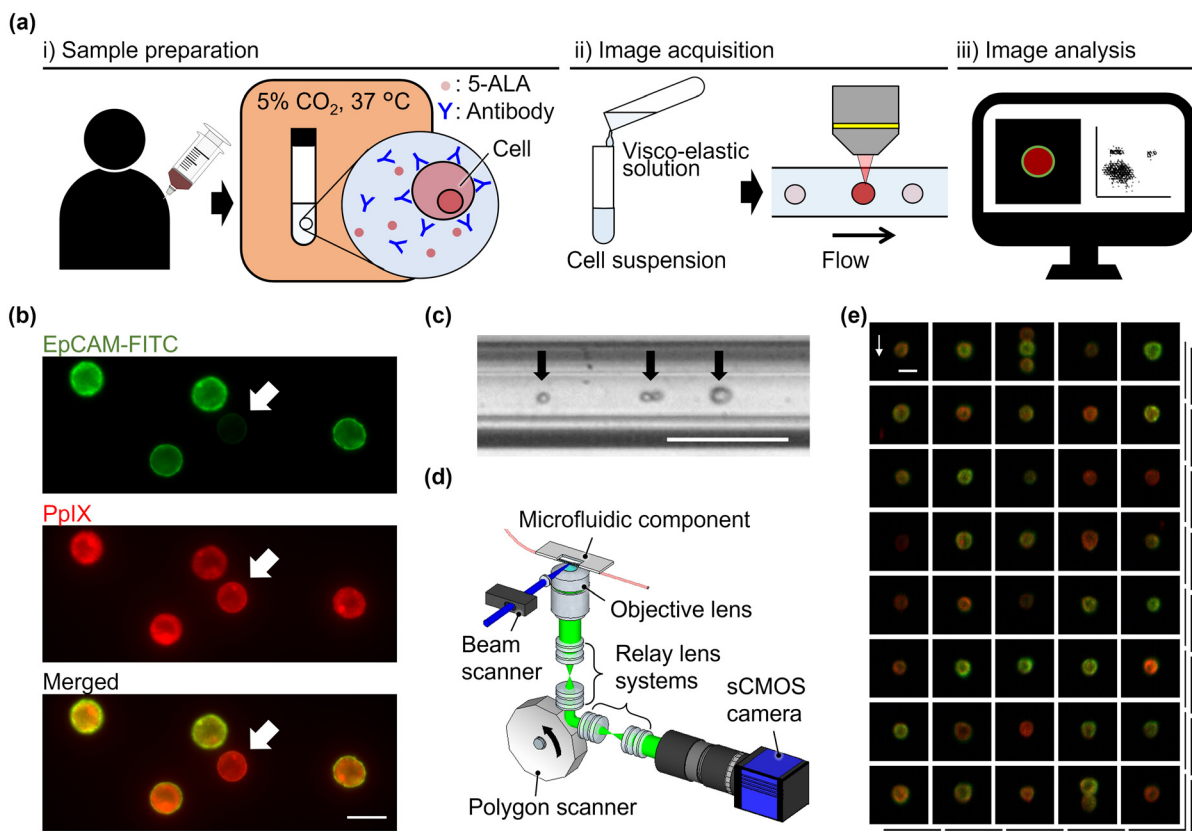 (a)
i) Sample preparation
ii) Image acquisition
iii) Image analysis
5% CO₂, 37 °C
: 5-ALA
: Antibody
Cell
Visco-elastic
solution
Cell suspension
Flow
(b)
EpCAM-FITC
PpIX
Merged
(c)
(d)
Microfluidic component
Objective lens
Beam
scanner
Relay lens
systems
sCMOS
camera
Polygon scanner
(e)